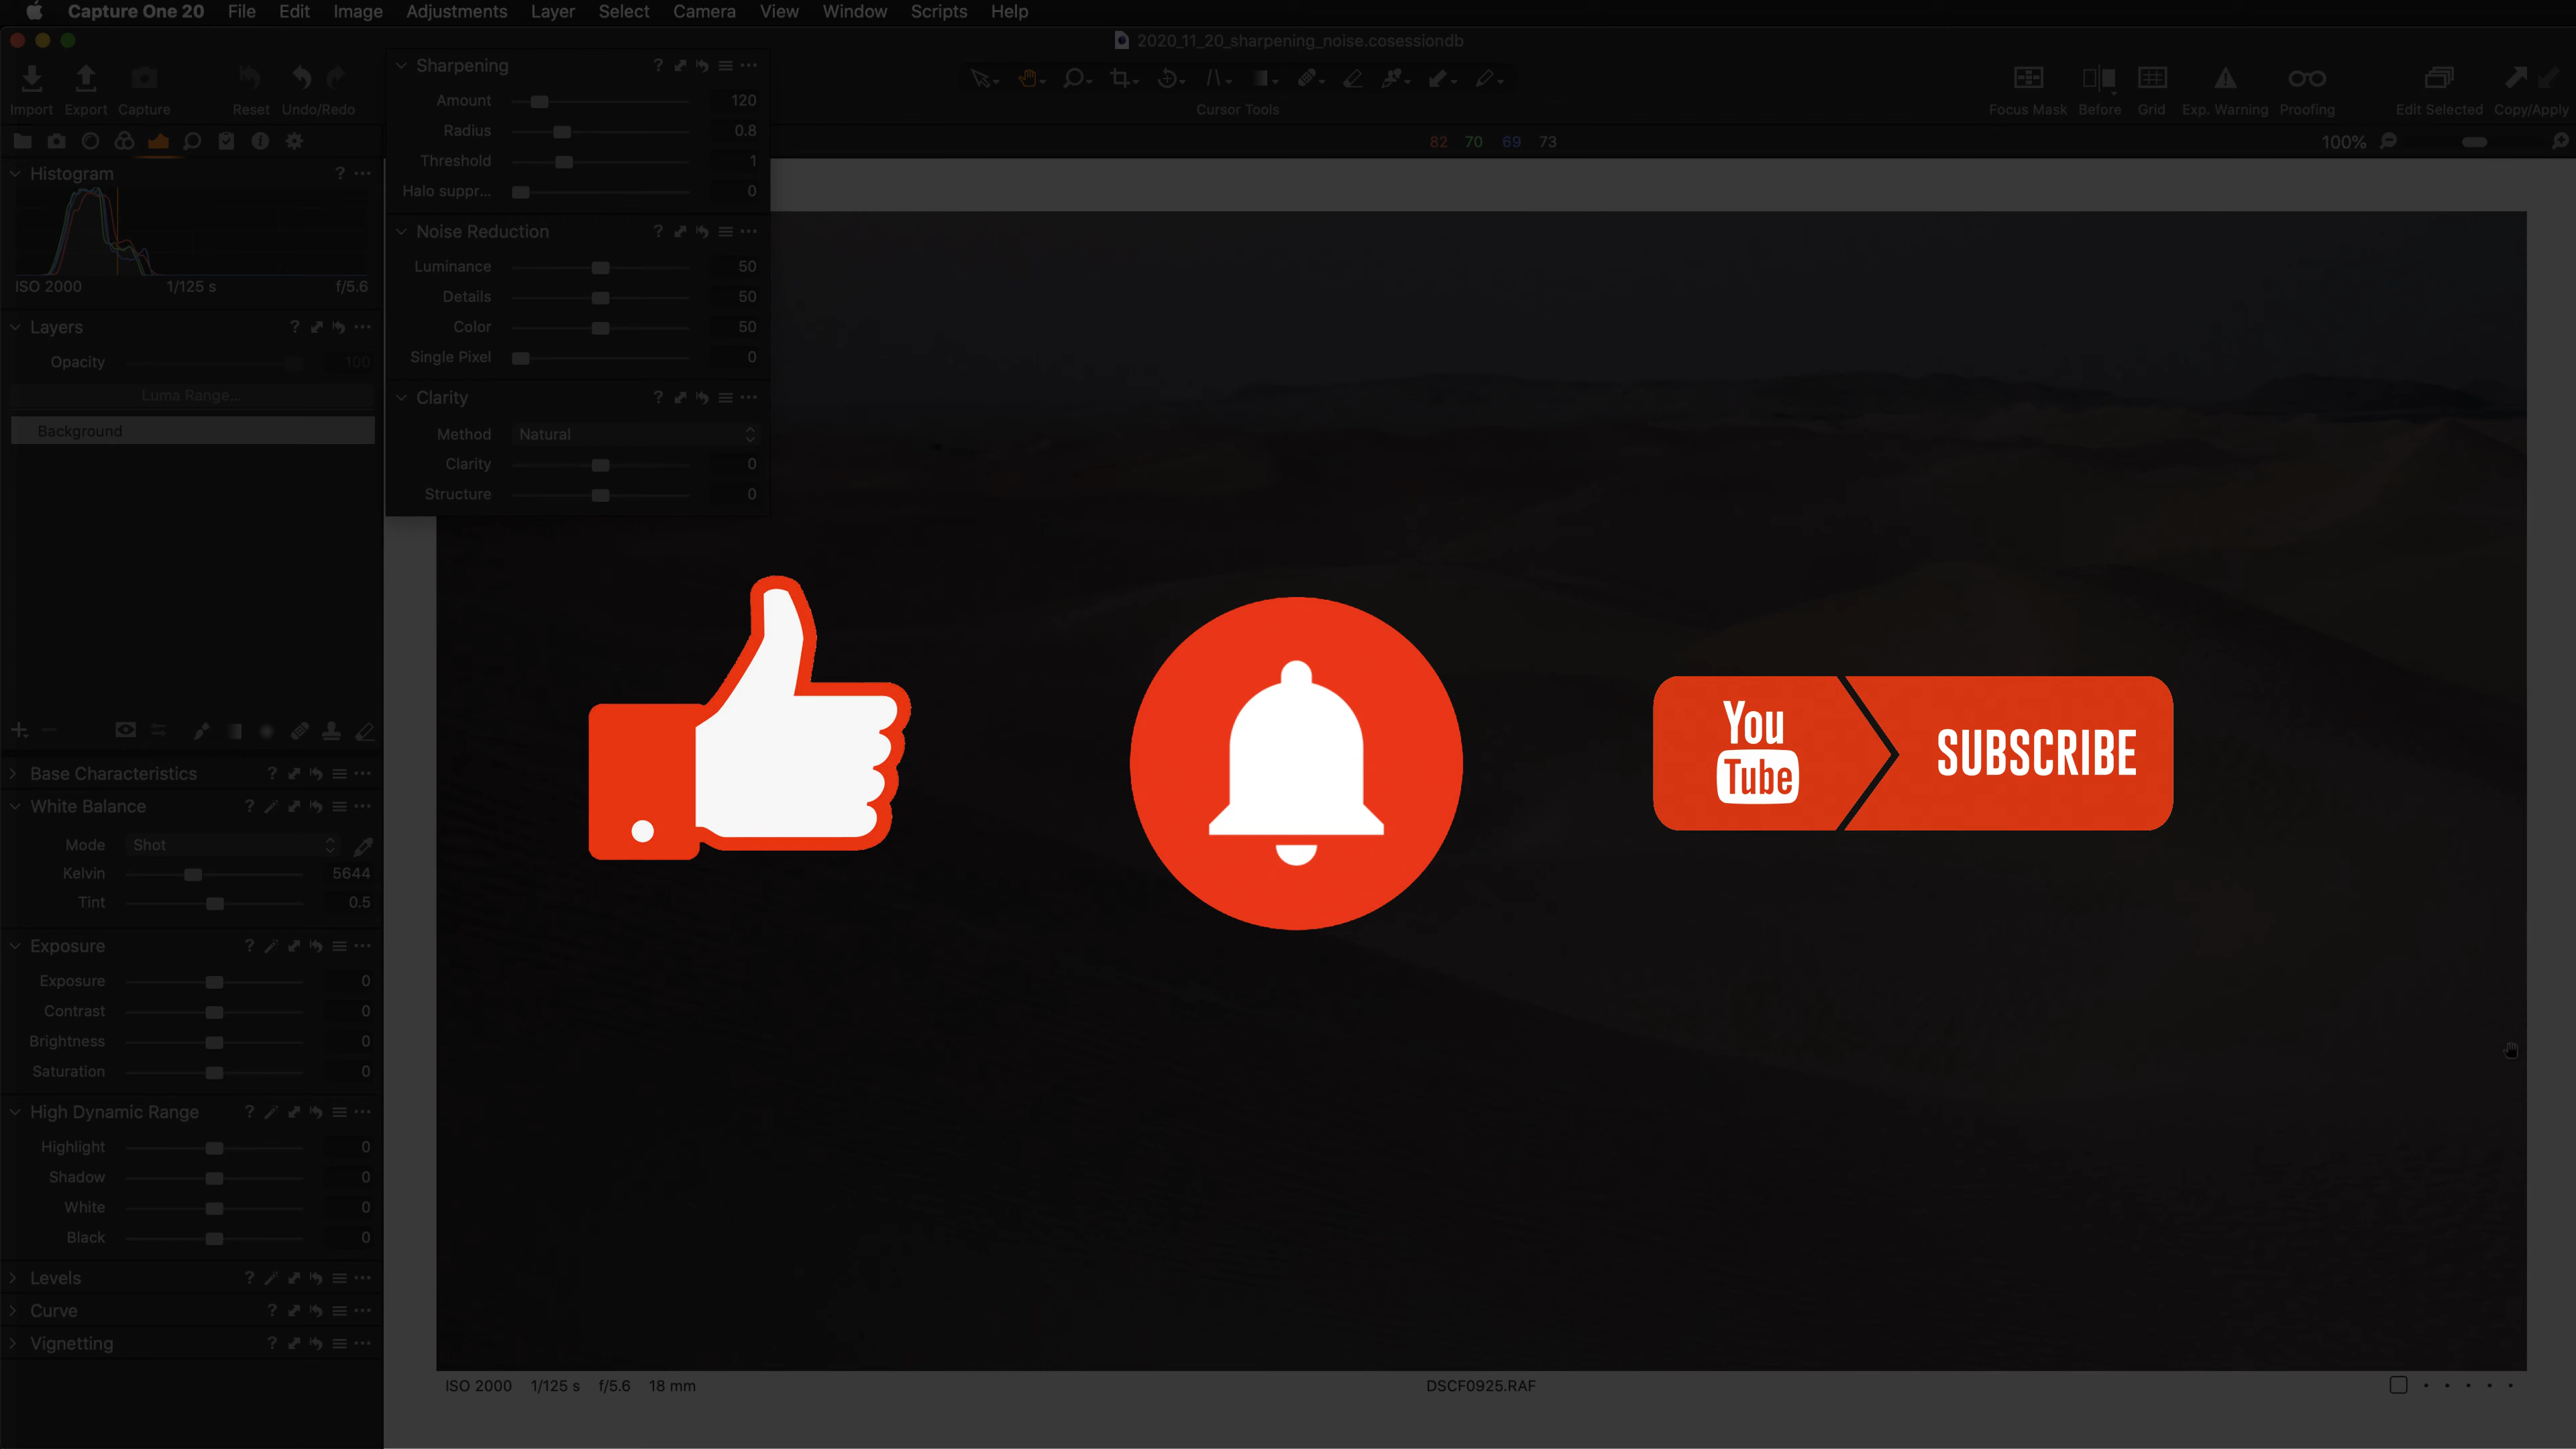 Capture One 20 File Edit Image Adjustments Layer Select Camera View Window Scripts Help
2020_11_20_sharpening_noise.cosessiondb
Import Export Capture Reset Undo/Redo
Cursor Tools
Focus Mask Before Grid Exp. Warning Proofing Edit Selected Copy/Apply
82 70 69 73
100%
Histogram
ISO 2000 1/125 s f/5.6
Layers
Opacity 100
Luma Range...
Background
Sharpening
Amount 120
Radius 0.8
Threshold 1
Halo suppr... 0
Noise Reduction
Luminance 50
Details 50
Color 50
Single Pixel 0
Clarity
Method Natural
Clarity 0
Structure 0
Base Characteristics
White Balance
Mode Shot
Kelvin 5644
Tint 0.5
Exposure
Exposure 0
Contrast 0
Brightness 0
Saturation 0
High Dynamic Range
Highlight 0
Shadow 0
White 0
Black 0
Levels
Curve
Vignetting
You
Tube
SUBSCRIBE
ISO 2000 1/125 s f/5.6 18 mm
DSCF0925.RAF